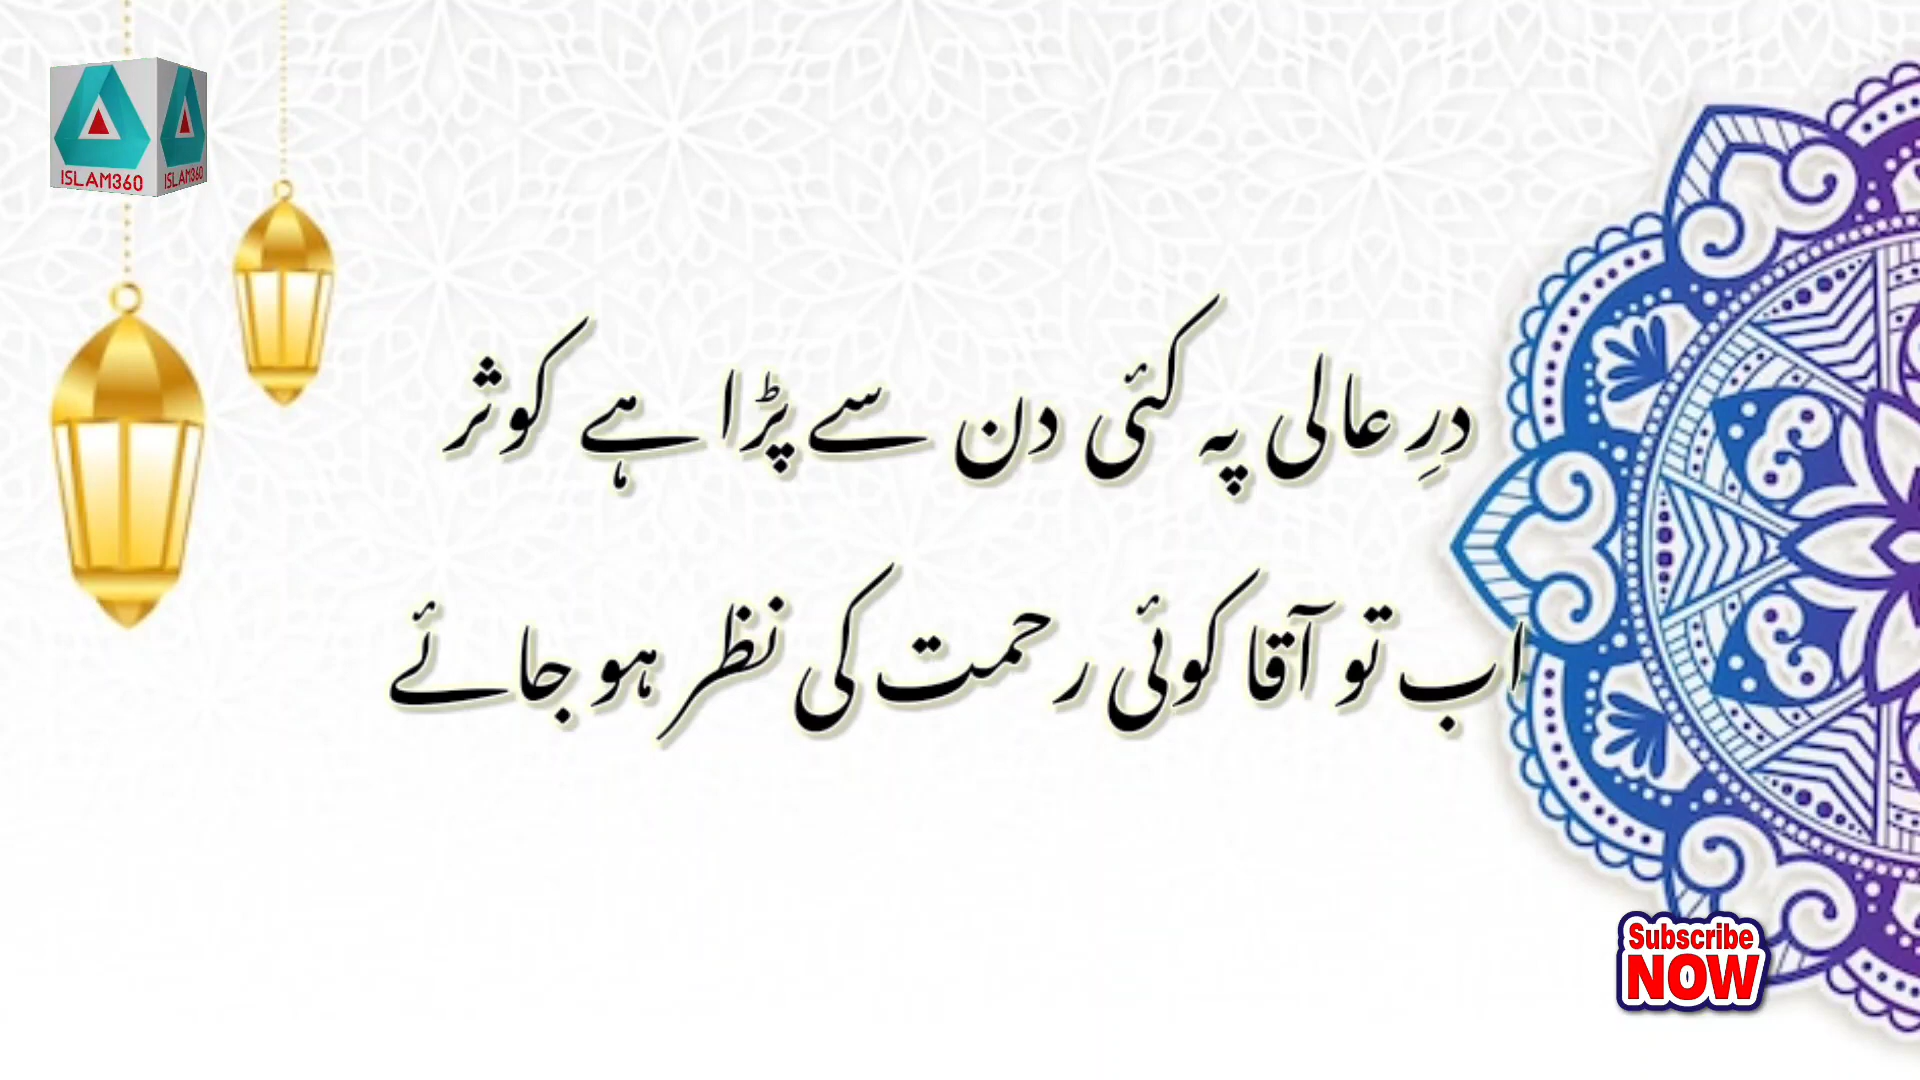 ISLAM360 ISLAM360
درِ عالی پہ کئی دن سے پڑا ہے کوثر
اب تو آقا کوئی رحمت کی نظر ہو جائے
Subscribe
NOW